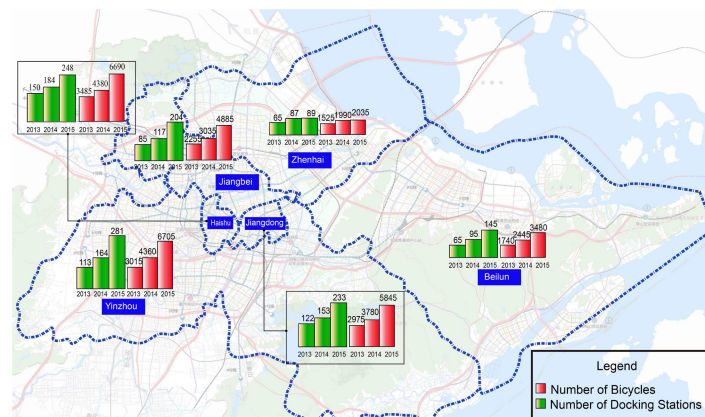 150 184 248 3485 4380 6690
2013 2014 2015 2013 2014 2015
85 117 204 2255 3035 4885
2013 2014 2015 2013 2014 2015
Jiangbei
65 87 89 1525 1990 2035
2013 2014 2015 2013 2014 2015
Zhenhai
Haishu
Jiangdong
113 164 281 3015 4360 6705
2013 2014 2015 2013 2014 2015
Yinzhou
65 95 145 1740 2445 3480
2013 2014 2015 2013 2014 2015
Beilun
122 153 233 2975 3780 5845
2013 2014 2015 2013 2014 2015
Legend
Number of Bicycles
Number of Docking Stations